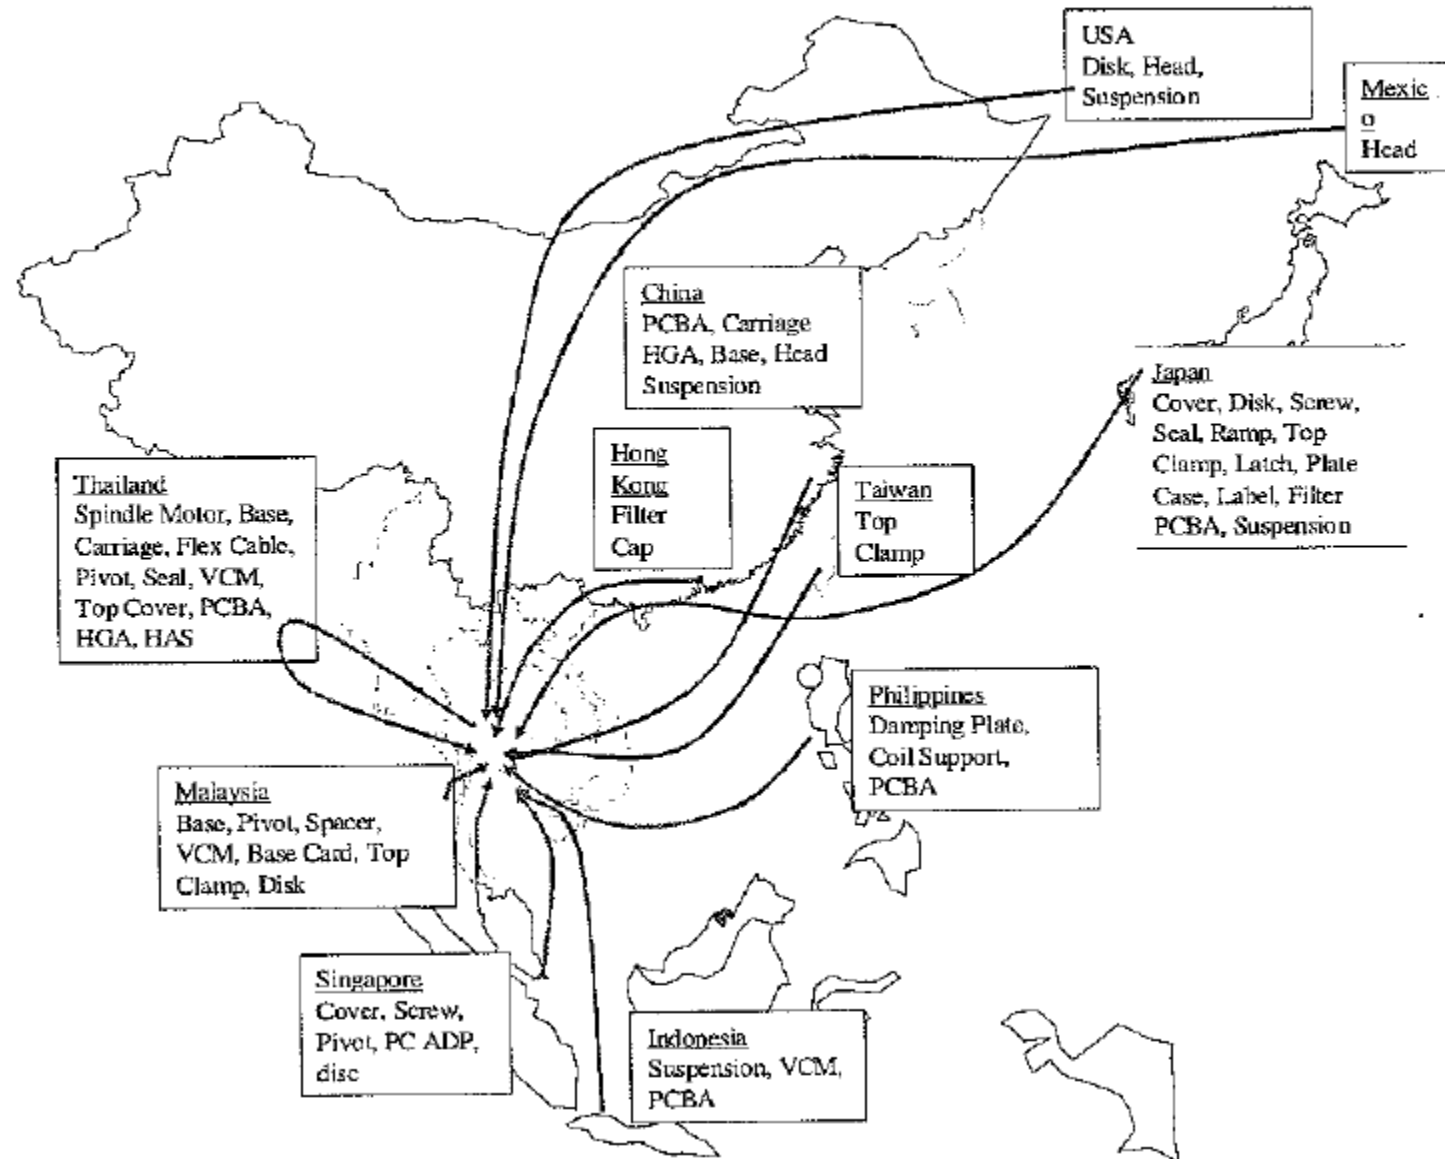 USA
Disk, Head,
Suspension
Mexic
o
Head
China
PCBA, Carriage
HGA, Base, Head
Suspension
Japan
Cover, Disk, Screw,
Seal, Ramp, Top
Clamp, Latch, Plate
Case, Label, Filter
PCBA, Suspension
Hong
Kong
Filter
Cap
Taiwan
Top
Clamp
Thailand
Spindle Motor, Base,
Carriage, Flex Cable,
Pivot, Seal, VCM,
Top Cover, PCBA,
HGA, HAS
Philippines
Damping Plate,
Coil Support,
PCBA
Malaysia
Base, Pivot, Spacer,
VCM, Base Card, Top
Clamp, Disk
Singapore
Cover, Screw,
Pivot, PC ADP,
disc
Indonesia
Suspension, VCM,
PCBA